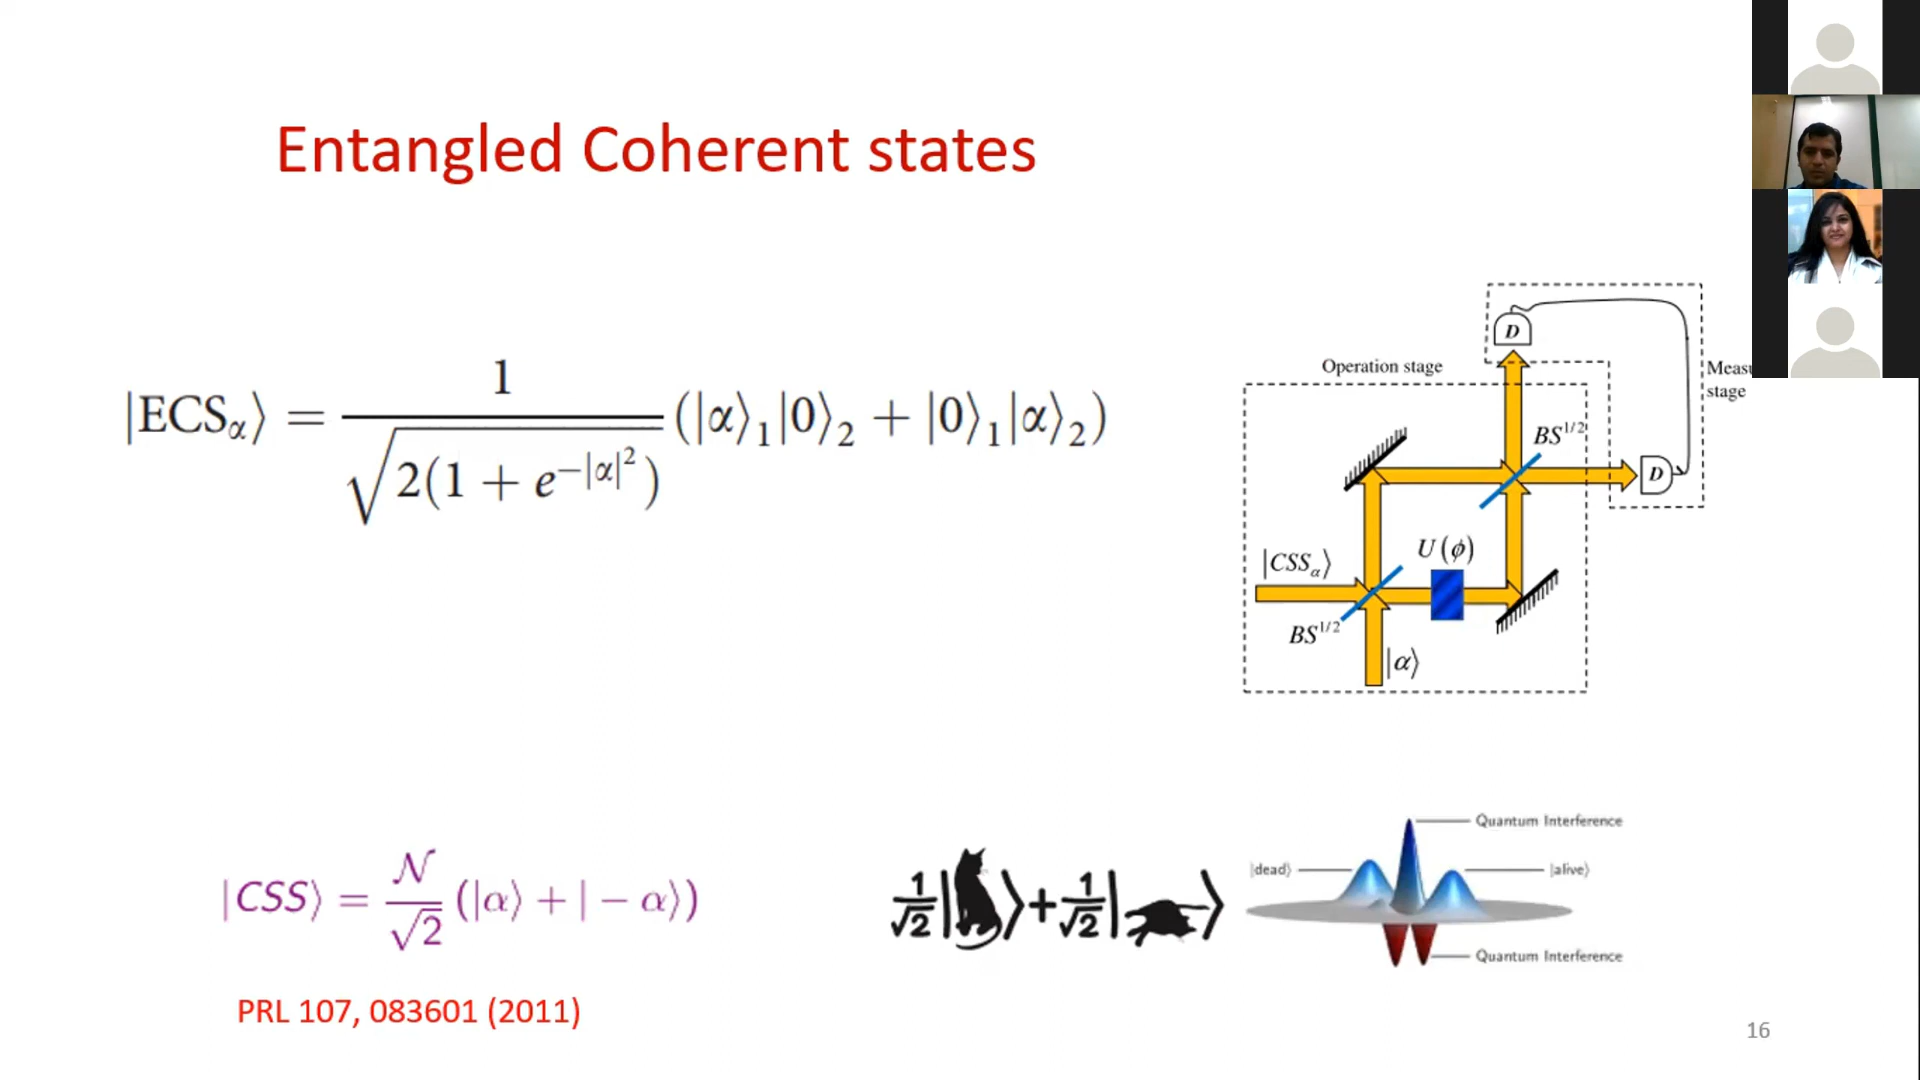 Entangled Coherent states
|ECS_α⟩ = 1 / √(2(1 + e^{−|α|²})) (|α⟩₁|0⟩₂ + |0⟩₁|α⟩₂)
Operation stage
D
stage
BS^{1/2}
D
U(ϕ)
|CSS_α⟩
BS^{1/2}
|α⟩
|CSS⟩ = 𝒩/√2 (|α⟩ + | − α⟩)
1/√2 | ⟩ + 1/√2 | ⟩
Quantum Interference
|dead⟩
|alive⟩
Quantum Interference
PRL 107, 083601 (2011)
16